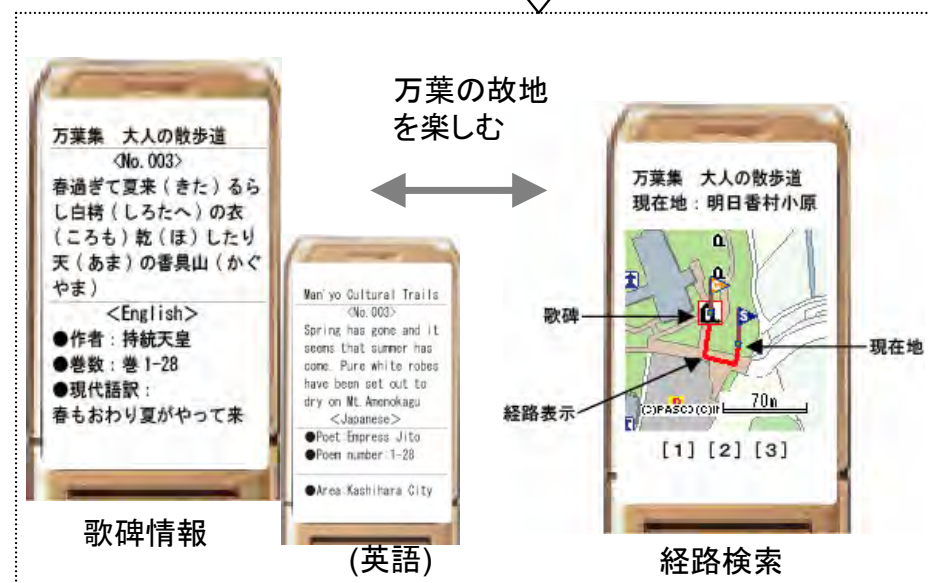 万葉の故地
を楽しむ
万葉集 大人の散歩道
<No.003>
春過ぎて夏来(きた)るら
し白栲(しろたへ)の衣
(ころも)乾(ほ)したり
天(あま)の香具山(かぐ
やま)
<English>
●作者:持統天皇
●巻数:巻1-28
●現代語訳:
春もおわり夏がやって来
歌碑情報
Man'yo Cultural Trails
<No.003>
Spring has gone and it
seems that summer has
come. Pure white robes
have been set out to
dry on Mt.Amenokagu
<Japanese>
●Poet:Empress Jito
●Poem number:1-28
●Area:Kashihara City
(英語)
万葉集 大人の散歩道
現在地:明日香村小原
歌碑
現在地
経路表示
S
P
70m
(C)PASCO(C)I
[1] [2] [3]
経路検索